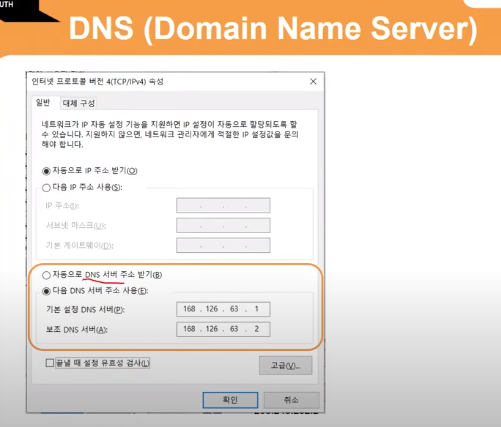 UTH
DNS (Domain Name Server)
인터넷 프로토콜 버전 4(TCP/IPv4) 속성
일반 대체 구성
네트워크가 IP 자동 설정 기능을 지원하면 IP 설정이 자동으로 할당되도록 할
수 있습니다. 지원하지 않으면, 네트워크 관리자에게 적절한 IP 설정값을 문의
해야 합니다.
자동으로 IP 주소 받기(O)
다음 IP 주소 사용(S):
IP 주소(I):
서브넷 마스크(U):
기본 게이트웨이(D):
자동으로 DNS 서버 주소 받기(B)
다음 DNS 서버 주소 사용(E):
기본 설정 DNS 서버(P): 168 . 126 . 63 . 1
보조 DNS 서버(A): 168 . 126 . 63 . 2
끝낼 때 설정 유효성 검사(L)
고급(V)...
확인 취소